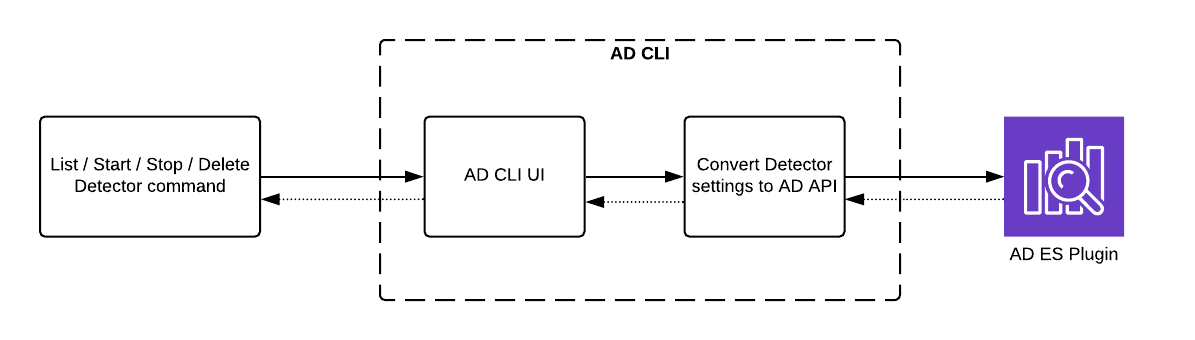 AD CLI
List / Start / Stop / Delete
Detector command
AD CLI UI
Convert Detector
settings to AD API
AD ES Plugin